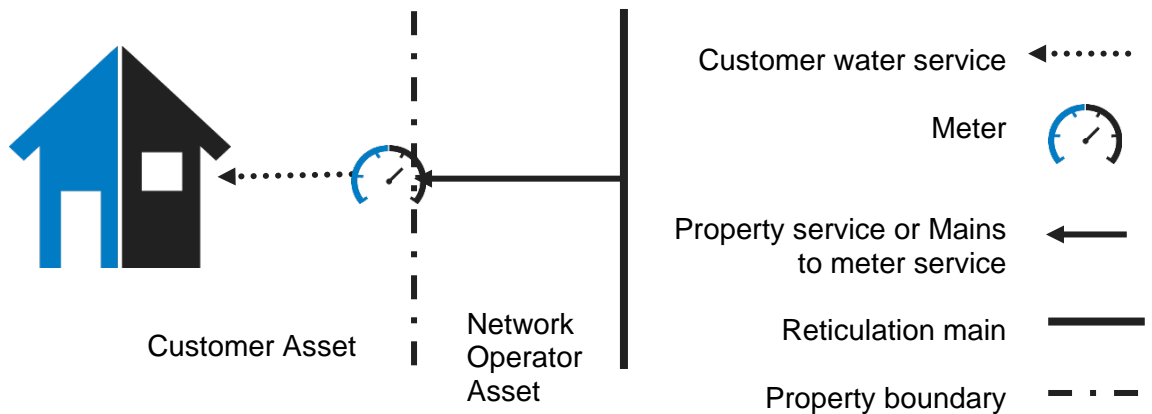 Customer Asset
Network
Operator
Asset
Customer water service
Meter
Property service or Mains
to meter service
Reticulation main
Property boundary